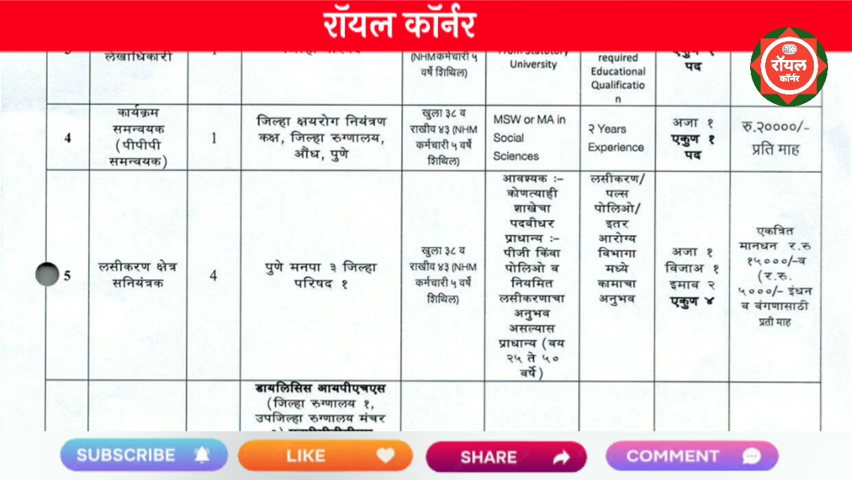 रॉयल कॉर्नर
रॉयल
कॉर्नर
लेखाधिकारी
(NHMकर्मचारी ५
वर्षे शिथिल)
from Statutory
University
required
Educational
Qualificatio
n
पद
4
कार्यक्रम
समन्वयक
(पीपीपी
समन्वयक)
1
जिल्हा क्षयरोग नियंत्रण
कक्ष, जिल्हा रुग्णालय,
औंध, पुणे
खुला ३८ व
राखीव ४३ (NHM
कर्मचारी ५ वर्षे
शिथिल)
MSW or MA in
Social
Sciences
२ Years
Experience
अजा १
एकुण १
पद
रु.२००००/-
प्रति माह
5
लसीकरण क्षेत्र
सनियंत्रक
4
पुणे मनपा ३ जिल्हा
परिषद १
खुला ३८ व
राखीव ४३ (NHM
कर्मचारी ५ वर्षे
शिथिल)
आवश्यक :-
कोणत्याही
शाखेचा
पदवीधर
प्राधान्य :-
पीजी किंवा
पोलिओ व
नियमित
लसीकरणाचा
अनुभव
असल्यास
प्राधान्य (वय
२५ ते ५०
वर्षे)
लसीकरण/
पल्स
पोलिओ/
इतर
आरोग्य
विभागा
मध्ये
कामाचा
अनुभव
अजा १
विजाअ १
इमाव २
एकुण ४
एकत्रित
मानधन र.रु
१५०००/-व
(र.रु.
५०००/- इंधन
व बंगणासाठी
प्रती माह
डायलिसिस आयपीएचएस
(जिल्हा रुग्णालय १,
उपजिल्हा रुग्णालय मंचर
SUBSCRIBE
LIKE
SHARE
COMMENT